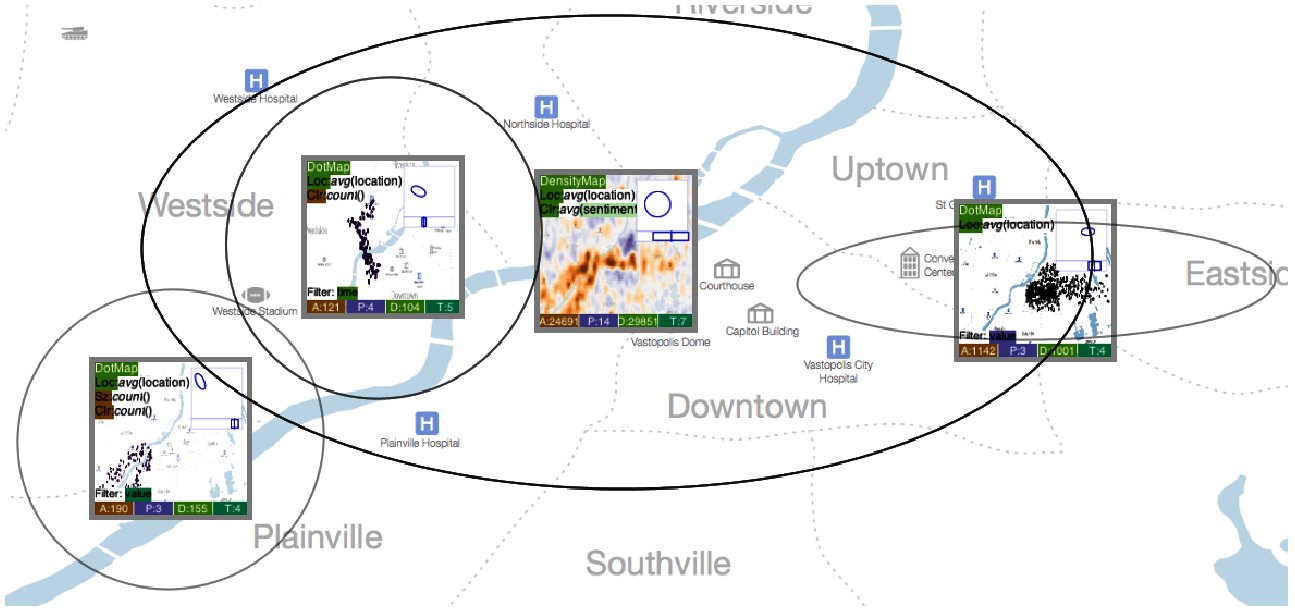 Riverside
H
Westside Hospital
H
Northside Hospital
Uptown
Westside
H
DotMap
Loc:avg(location)
Clr:count()
Filter: time
A:121 P:4 D:104 T:5
DensityMap
Loc:avg(location)
Clr:avg(sentiment
A:24691 P:14 D:29851 T:7
St
DotMap
Loc:avg(location)
Filter: value
A:1142 P:3 D:1001 T:4
Conve
Center
Eastsid
Courthouse
Westside Stadium
Capitol Building
Vastopolis Dome
H
Vastopolis City
Hospital
DotMap
Loc:avg(location)
Sz:count()
Clr:count()
Filter: value
A:190 P:3 D:155 T:4
Downtown
H
Plainville Hospital
Plainville
Southville